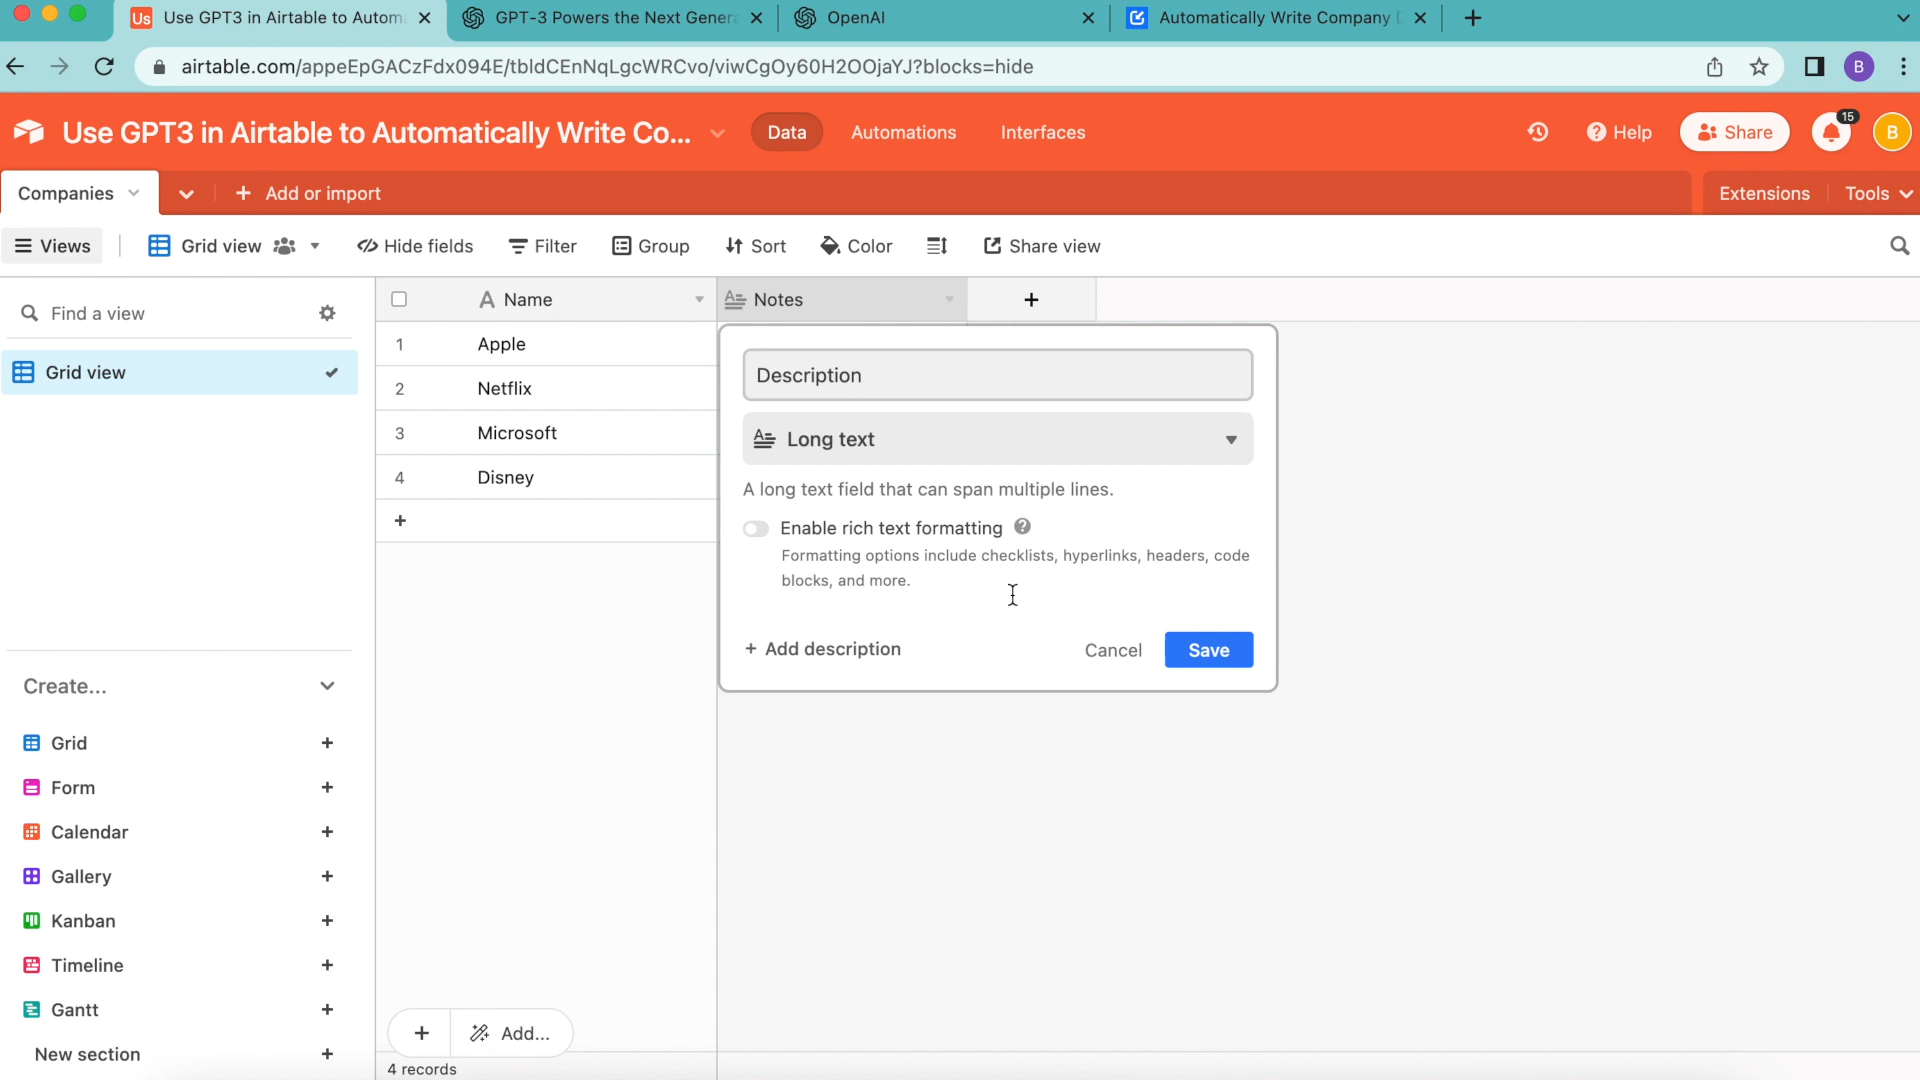 Us Use GPT3 in Airtable to Autom
GPT-3 Powers the Next Gener
OpenAI
Automatically Write Company D
airtable.com/appeEpGACzFdx094E/tbldCEnNqLgcWRCvo/viwCgOy60H2OOjaYJ?blocks=hide
B
Use GPT3 in Airtable to Automatically Write Co...
Data
Automations
Interfaces
Help
Share
15
B
Companies
Add or import
Extensions
Tools
Views
Grid view
Hide fields
Filter
Group
Sort
Color
Share view
Find a view
Grid view
Name
Notes
1 Apple
2 Netflix
3 Microsoft
4 Disney
Description
Long text
A long text field that can span multiple lines.
Enable rich text formatting
Formatting options include checklists, hyperlinks, headers, code
blocks, and more.
+ Add description
Cancel
Save
Create...
Grid +
Form +
Calendar +
Gallery +
Kanban +
Timeline +
Gantt +
New section +
+ Add...
4 records